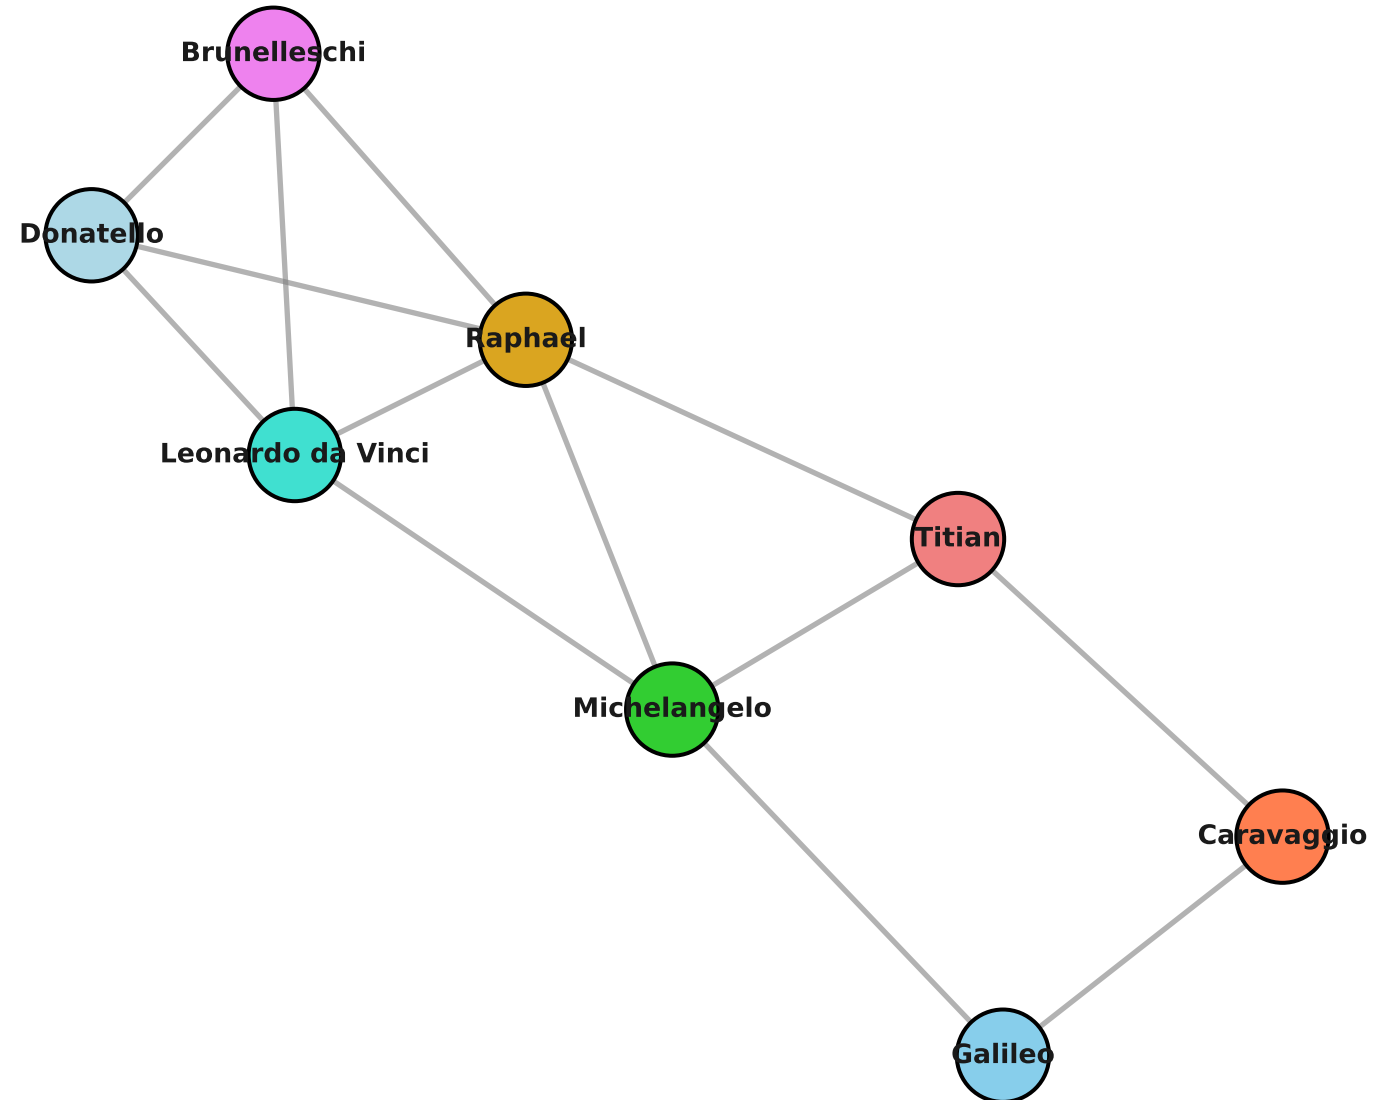 Brunelleschi
Donatello
Raphael
Leonardo da Vinci
Titian
Michelangelo
Caravaggio
Galileo